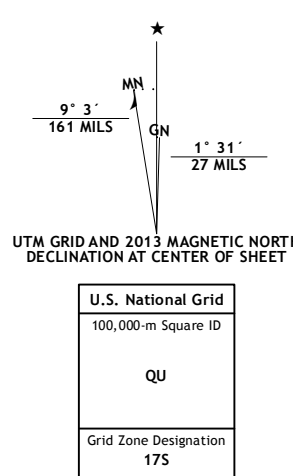 MN
9° 3´
161 MILS
GN
1° 31´
27 MILS
UTM GRID AND 2013 MAGNETIC NORT
DECLINATION AT CENTER OF SHEET
U.S. National Grid
100,000-m Square ID
QU
Grid Zone Designation
17S